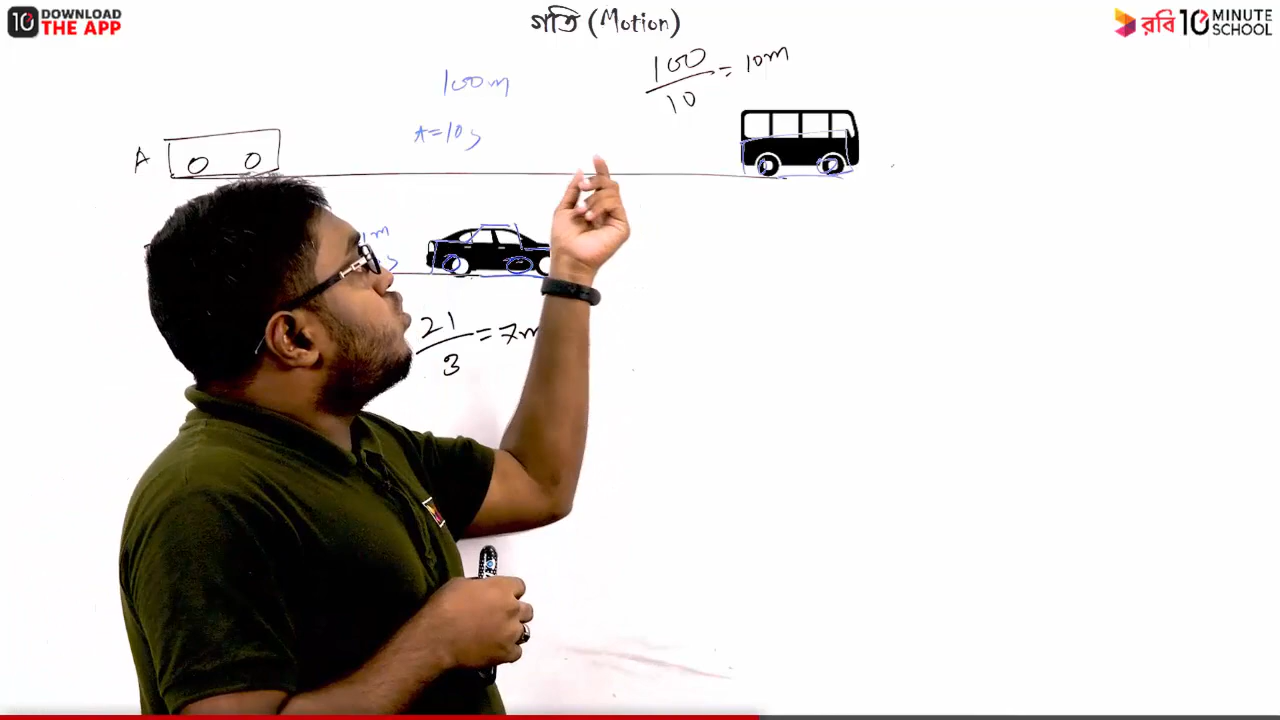 10 DOWNLOAD THE APP
গতি (Motion)
রবি 10 MINUTE SCHOOL
100m
100/10 = 10m
t=10s
A
21/3 = 7m